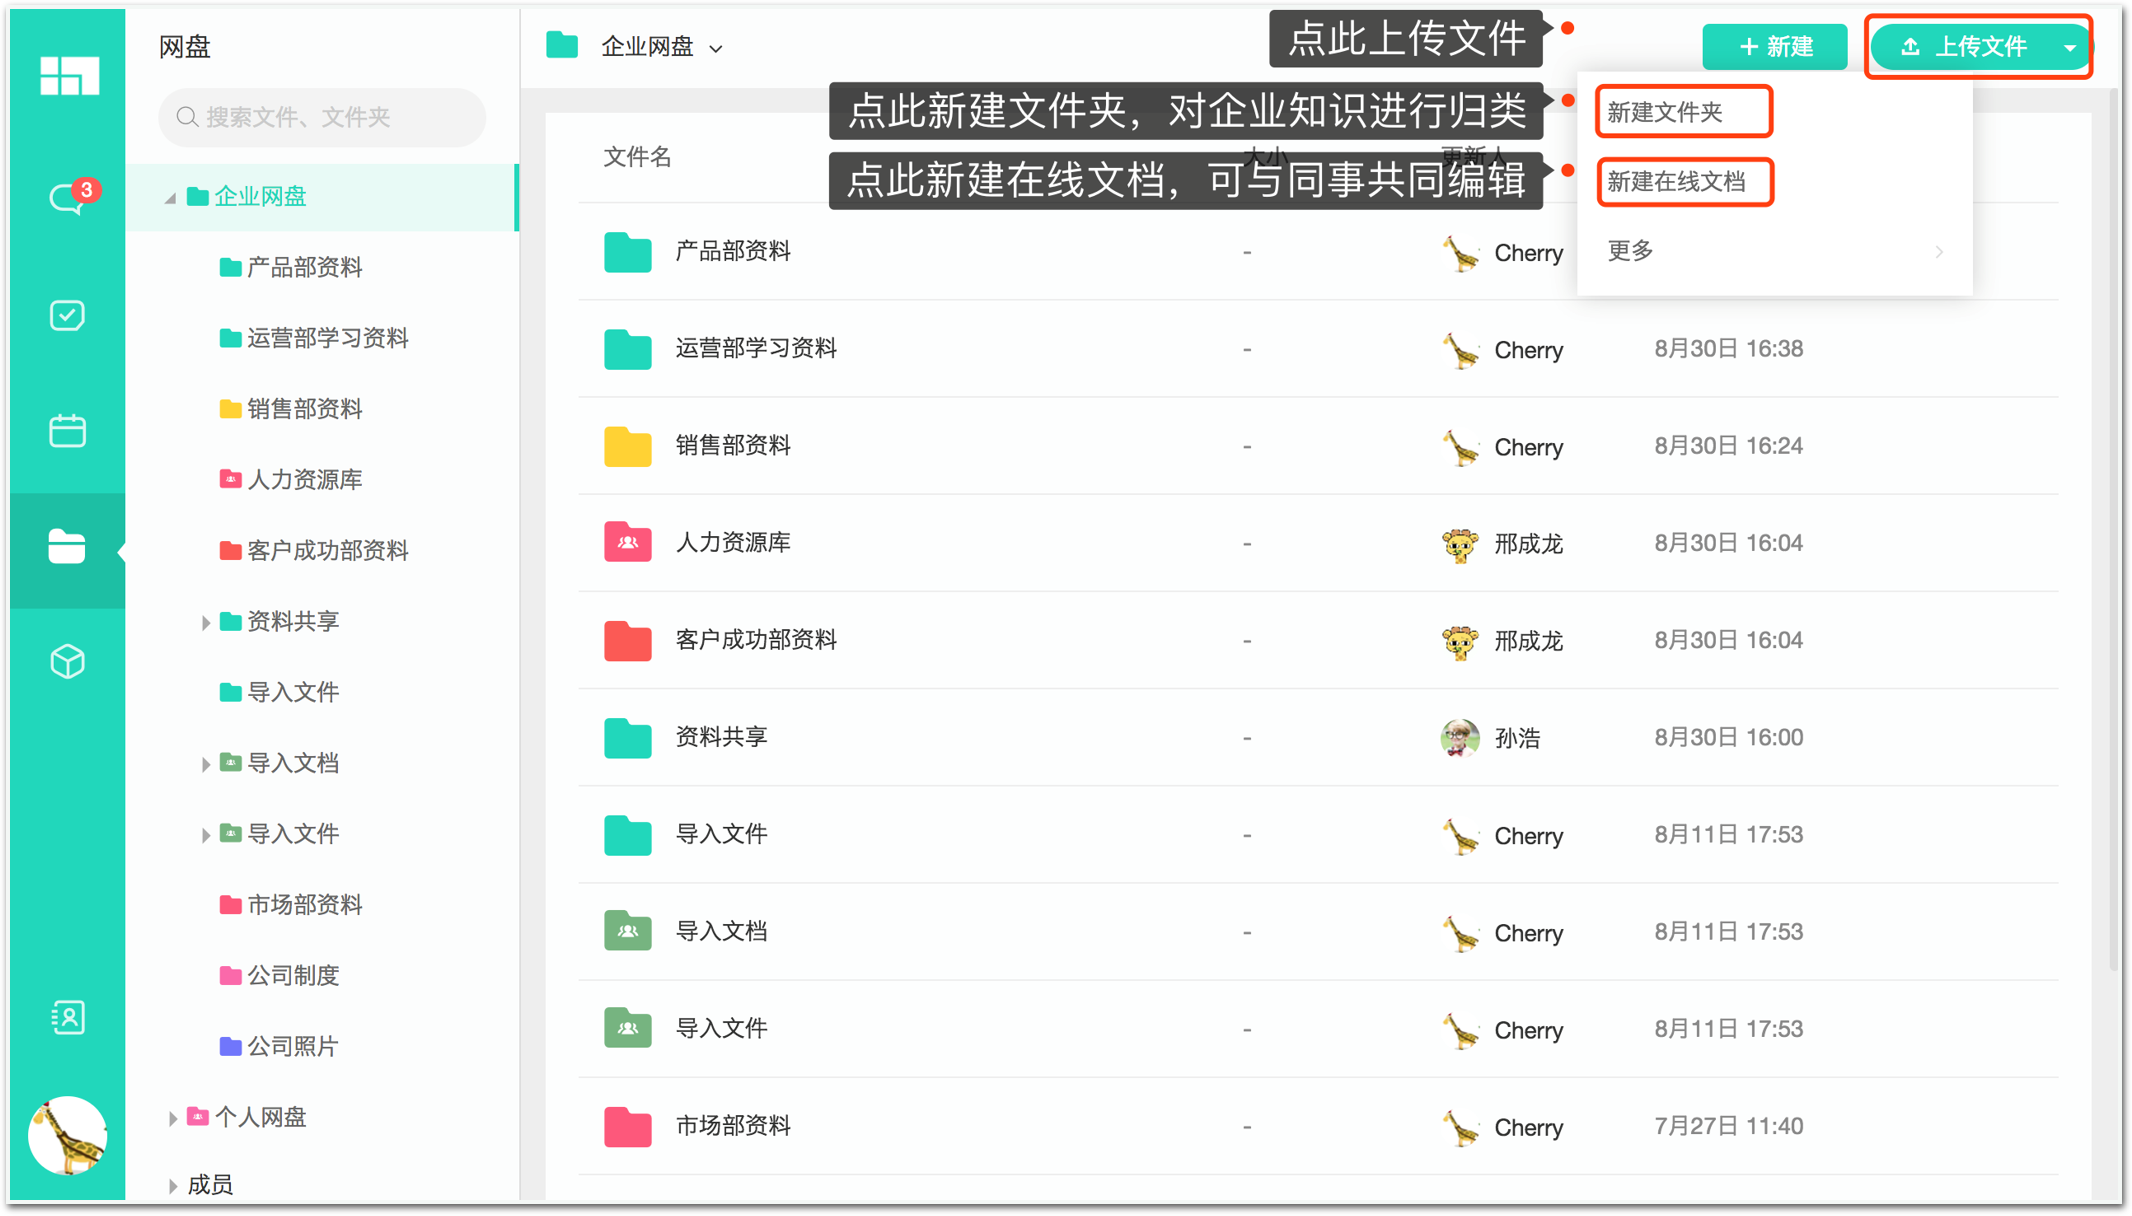 网盘
搜索文件、文件夹
3
企业网盘
产品部资料
运营部学习资料
销售部资料
人力资源库
客户成功部资料
资料共享
导入文件
导入文档
导入文件
市场部资料
公司制度
公司照片
个人网盘
成员
企业网盘
点此上传文件
+ 新建
上传文件
点此新建文件夹，对企业知识进行归类
新建文件夹
文件名 大小 更新人
点此新建在线文档，可与同事共同编辑
新建在线文档
更多
产品部资料 - Cherry
运营部学习资料 - Cherry 8月30日 16:38
销售部资料 - Cherry 8月30日 16:24
人力资源库 - 邢成龙 8月30日 16:04
客户成功部资料 - 邢成龙 8月30日 16:04
资料共享 - 孙浩 8月30日 16:00
导入文件 - Cherry 8月11日 17:53
导入文档 - Cherry 8月11日 17:53
导入文件 - Cherry 8月11日 17:53
市场部资料 - Cherry 7月27日 11:40